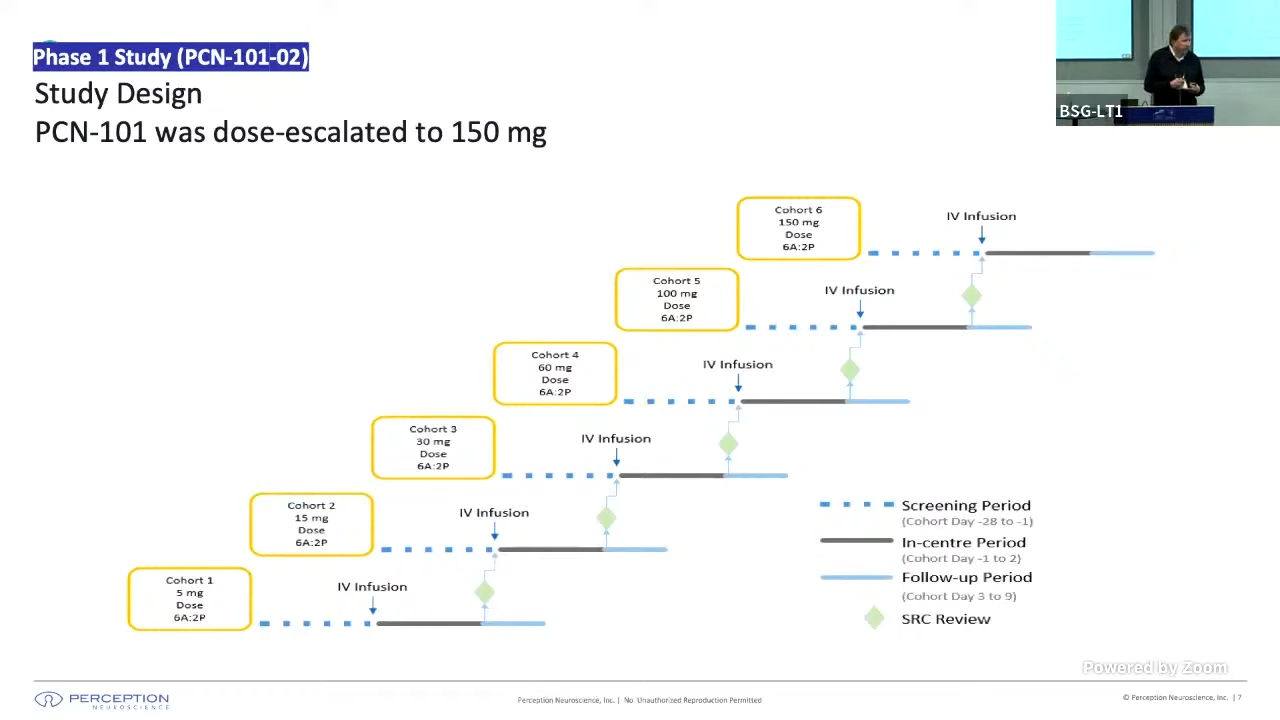 Phase 1 Study (PCN-101-02)
Study Design
PCN-101 was dose-escalated to 150 mg
BSG-LT1
Cohort 6
150 mg
Dose
6A:2P
IV Infusion
Cohort 5
100 mg
Dose
6A:2P
IV Infusion
Cohort 4
60 mg
Dose
6A:2P
IV Infusion
Cohort 3
30 mg
Dose
6A:2P
IV Infusion
Cohort 2
15 mg
Dose
6A:2P
IV Infusion
Cohort 1
5 mg
Dose
6A:2P
IV Infusion
Screening Period
(Cohort Day -28 to -1)
In-centre Period
(Cohort Day -1 to 2)
Follow-up Period
(Cohort Day 3 to 9)
SRC Review
Powered by Zoom
PERCEPTION
NEUROSCIENCE
Perception Neuroscience, Inc. | No Unauthorized Reproduction Permitted
© Perception Neuroscience, Inc. | 7